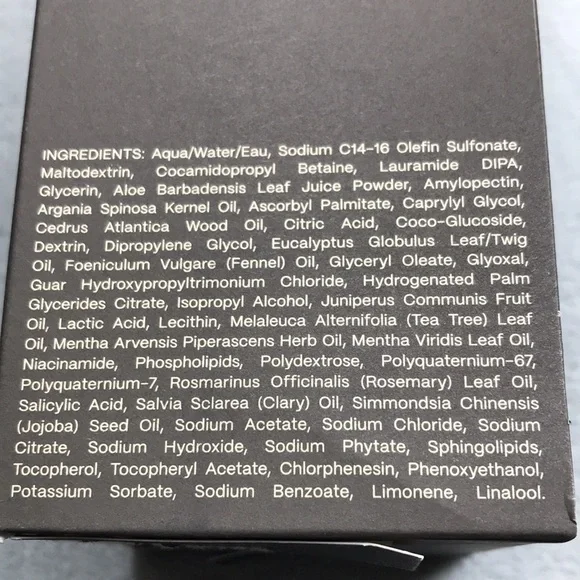 INGREDIENTS: Aqua/Water/Eau, Sodium C14-16 Olefin Sulfonate,
Maltodextrin, Cocamidopropyl Betaine, Lauramide DIPA,
Glycerin, Aloe Barbadensis Leaf Juice Powder, Amylopectin,
Argania Spinosa Kernel Oil, Ascorbyl Palmitate, Caprylyl Glycol,
Cedrus Atlantica Wood Oil, Citric Acid, Coco-Glucoside,
Dextrin, Dipropylene Glycol, Eucalyptus Globulus Leaf/Twig
Oil, Foeniculum Vulgare (Fennel) Oil, Glyceryl Oleate, Glyoxal,
Guar Hydroxypropyltrimonium Chloride, Hydrogenated Palm
Glycerides Citrate, Isopropyl Alcohol, Juniperus Communis Fruit
Oil, Lactic Acid, Lecithin, Melaleuca Alternifolia (Tea Tree) Leaf
Oil, Mentha Arvensis Piperascens Herb Oil, Mentha Viridis Leaf Oil,
Niacinamide, Phospholipids, Polydextrose, Polyquaternium-67,
Polyquaternium-7, Rosmarinus Officinalis (Rosemary) Leaf Oil,
Salicylic Acid, Salvia Sclarea (Clary) Oil, Simmondsia Chinensis
(Jojoba) Seed Oil, Sodium Acetate, Sodium Chloride, Sodium
Citrate, Sodium Hydroxide, Sodium Phytate, Sphingolipids,
Tocopherol, Tocopheryl Acetate, Chlorphenesin, Phenoxyethanol,
Potassium Sorbate, Sodium Benzoate, Limonene, Linalool.